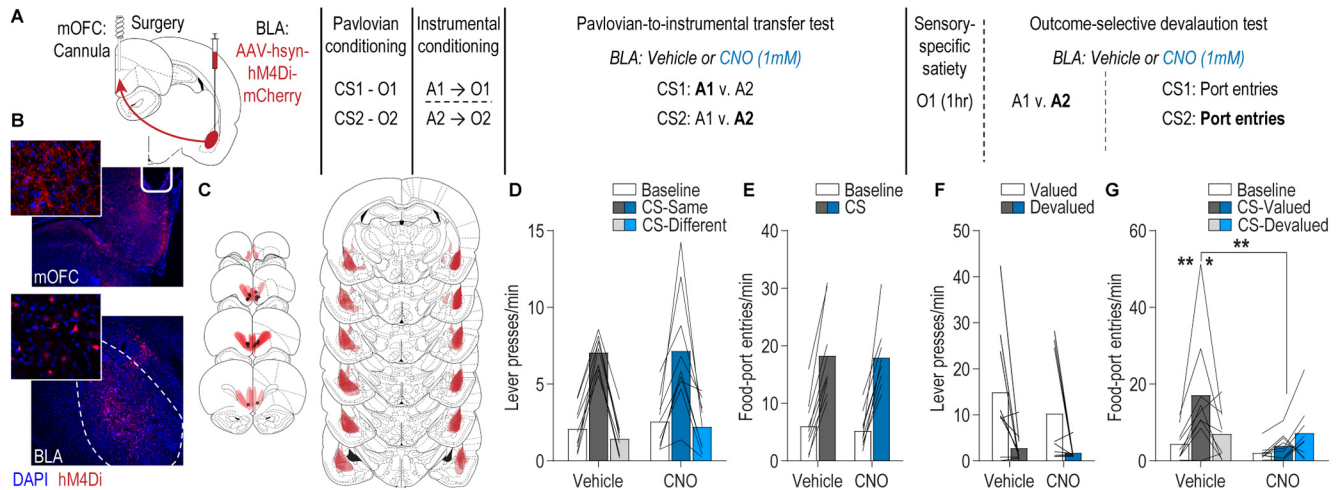 A
mOFC:
Cannula
Surgery
BLA:
AAV-hsyn-
hM4Di-
mCherry
Pavlovian
conditioning
CS1 - O1
CS2 - O2
Instrumental
conditioning
A1 → O1
A2 → O2
Pavlovian-to-instrumental transfer test
BLA: Vehicle or CNO (1mM)
CS1: A1 v. A2
CS2: A1 v. A2
Sensory-
specific
satiety
O1 (1hr)
Outcome-selective devalaution test
BLA: Vehicle or CNO (1mM)
A1 v. A2
CS1: Port entries
CS2: Port entries
B
mOFC
BLA
DAPI hM4Di
C
D
Baseline
CS-Same
CS-Different
Lever presses/min
15
10
5
0
Vehicle CNO
E
Baseline
CS
Food-port entries/min
40
30
20
10
0
Vehicle CNO
F
Valued
Devalued
Lever presses/min
50
40
30
20
10
0
Vehicle CNO
G
Baseline
CS-Valued
CS-Devalued
Food-port entries/min
60
40
20
0
**
** *
Vehicle CNO